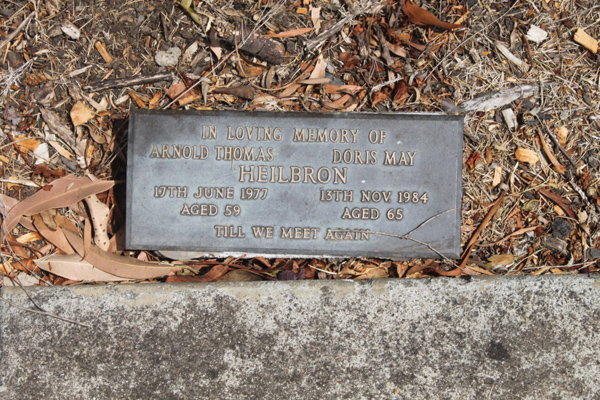 IN LOVING MEMORY OF
ARNOLD THOMAS DORIS MAY
HEILBRON
17TH JUNE 1977 13TH NOV. 1984
AGED 59 AGED 65
TILL WE MEET AGAIN